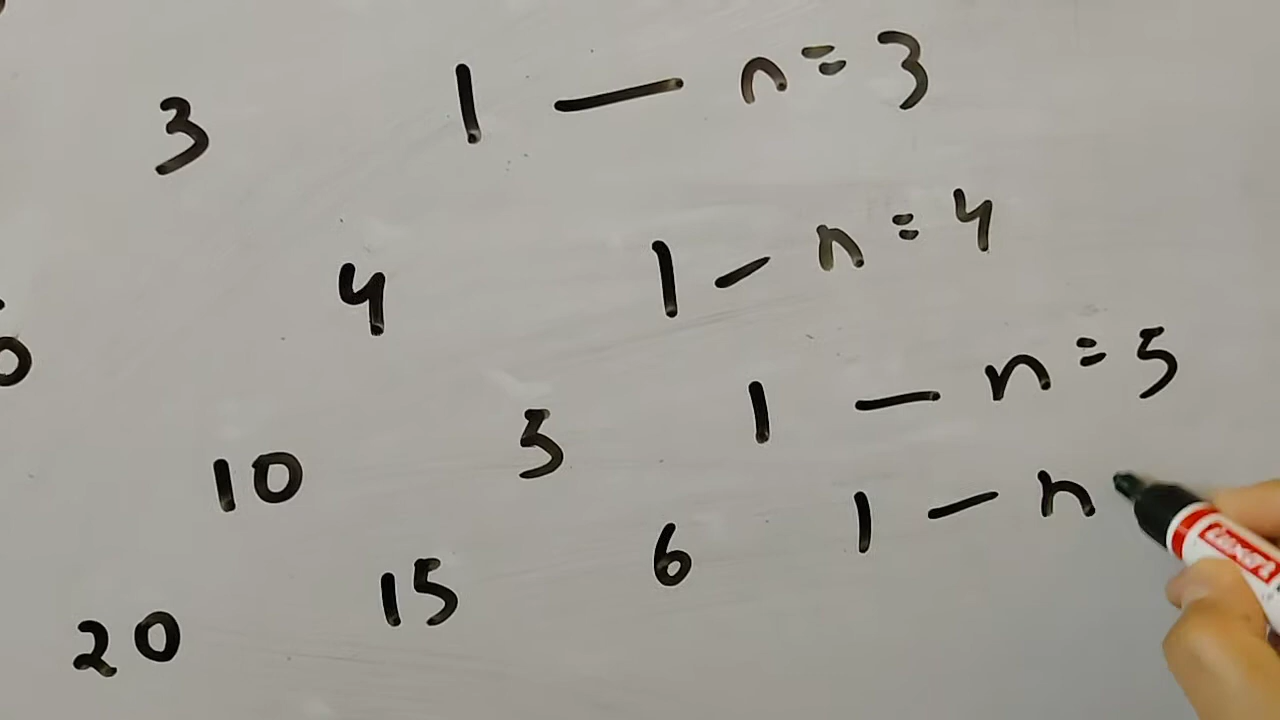 3 1 — n = 3
4 1 - n = 4
10 5 1 — n = 5
20 15 6 1 — n